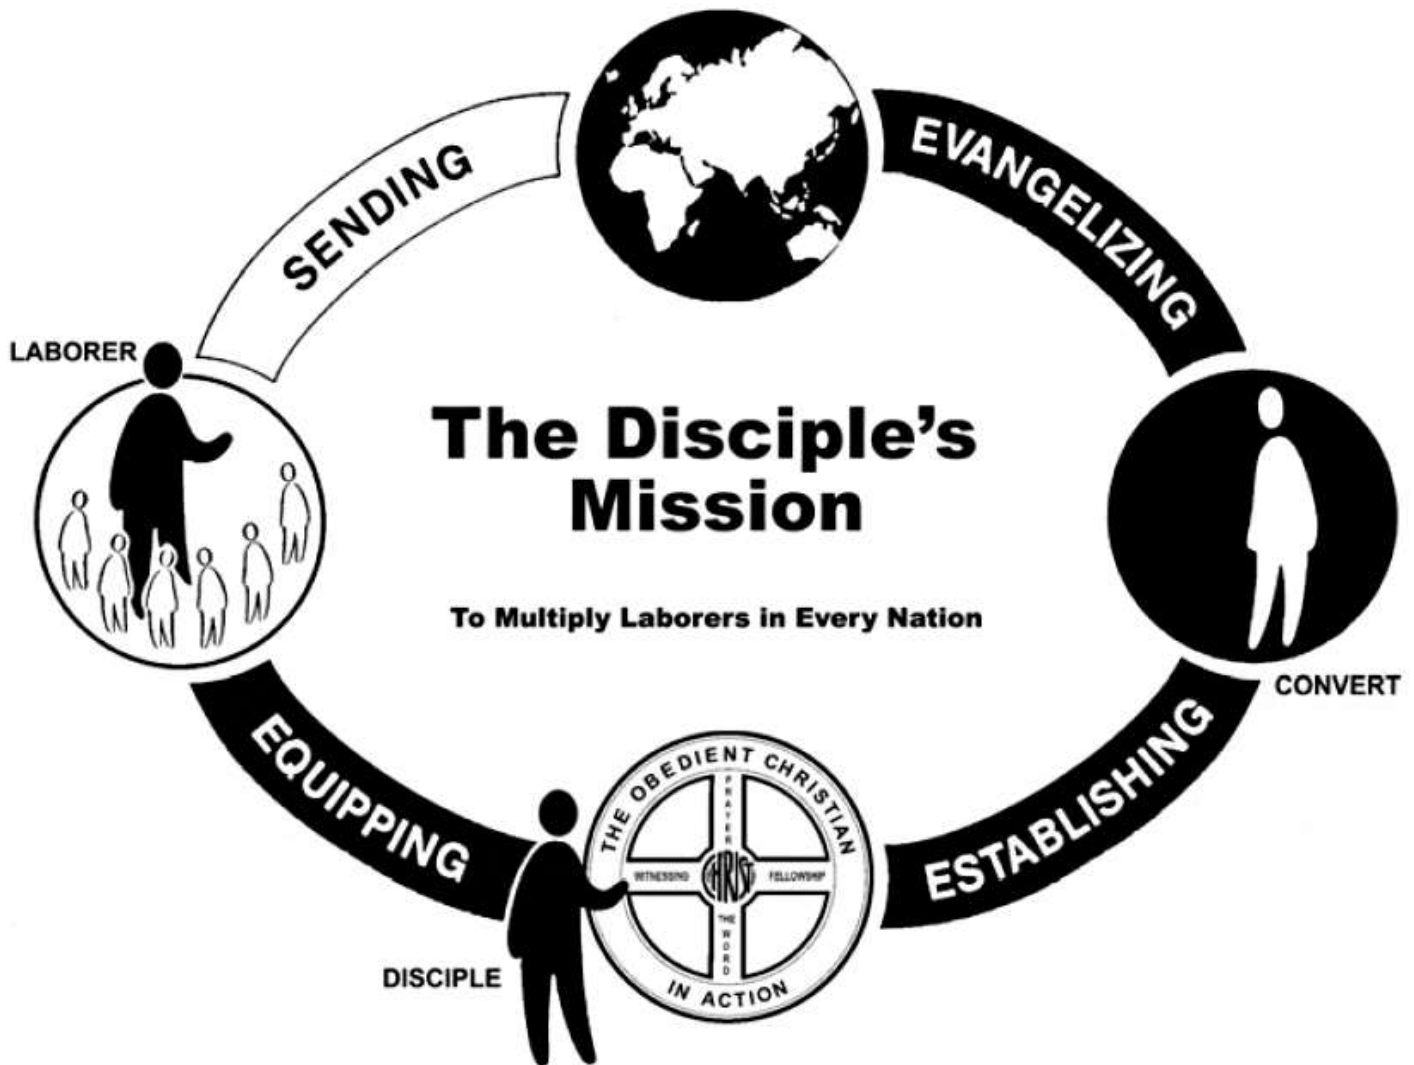 SENDING
EVANGELIZING
LABORER
The Disciple's
Mission
To Multiply Laborers in Every Nation
CONVERT
EQUIPPING
ESTABLISHING
THE OBEDIENT CHRISTIAN
PRAYER
WITNESSING
CHRIST
FELLOWSHIP
THE
WORD
IN ACTION
DISCIPLE